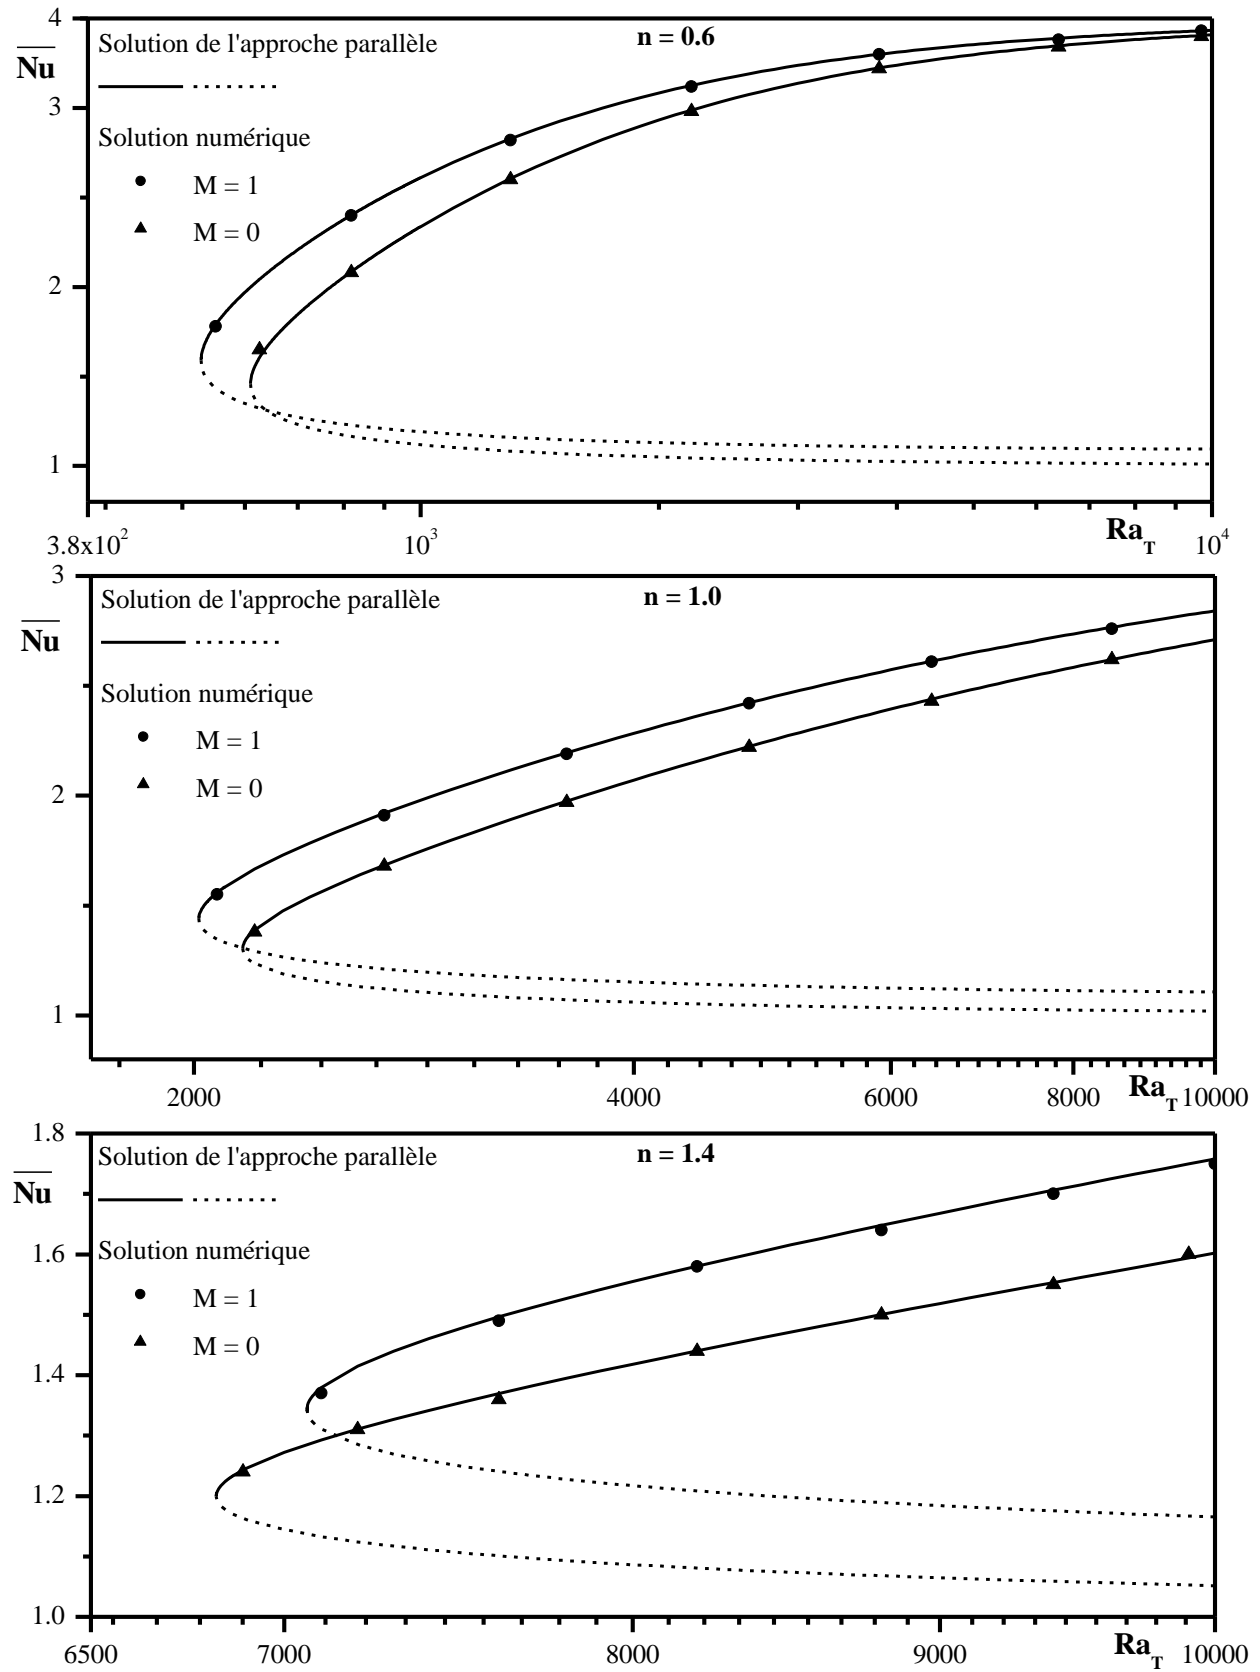 4
Solution de l'approche parallèle
n = 0.6
Nu
3
Solution numérique
M = 1
M = 0
2
1
3.8x10²
10³
Ra_T
10⁴
3
Solution de l'approche parallèle
n = 1.0
Nu
Solution numérique
M = 1
M = 0
2
1
2000
4000
6000
8000
Ra_T
10000
1.8
Solution de l'approche parallèle
n = 1.4
Nu
1.6
Solution numérique
M = 1
M = 0
1.4
1.2
1.0
6500
7000
8000
9000
Ra_T
10000